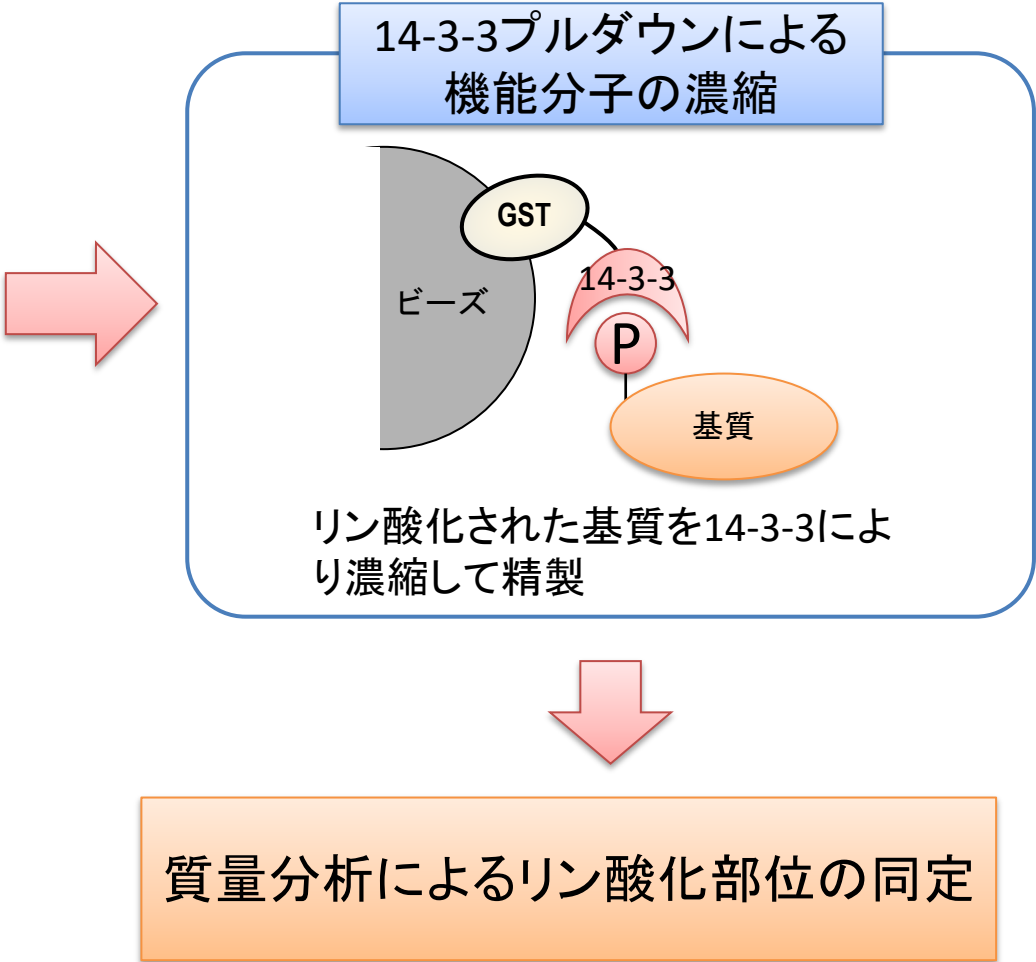 14-3-3プルダウンによる
機能分子の濃縮
GST
14-3-3
ビーズ
P
基質
リン酸化された基質を14-3-3によ
り濃縮して精製
質量分析によるリン酸化部位の同定